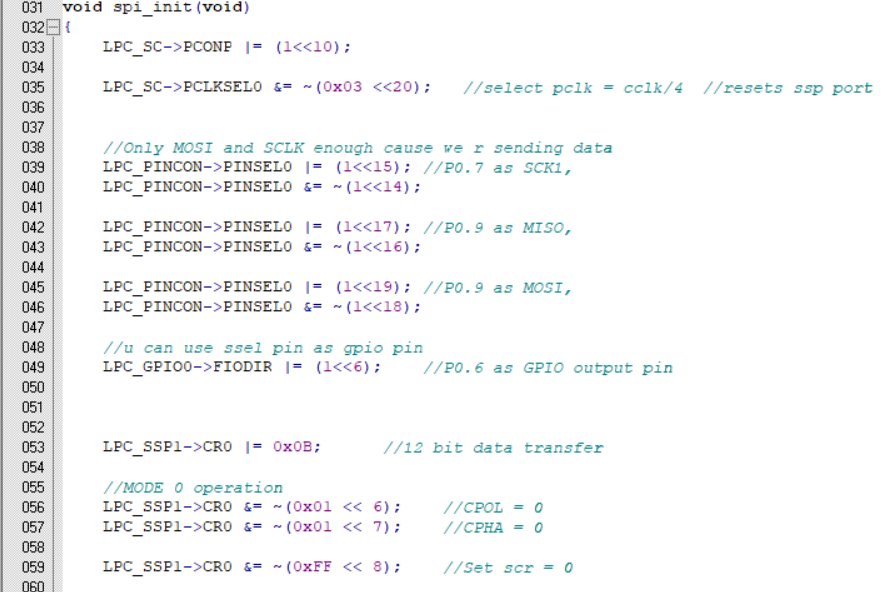 031 void spi_init(void)
032 {
033 LPC_SC->PCONP |= (1<<10);
034
035 LPC_SC->PCLKSEL0 &= ~(0x03 <<20); //select pclk = cclk/4 //resets ssp port
036
037
038 //Only MOSI and SCLK enough cause we r sending data
039 LPC_PINCON->PINSEL0 |= (1<<15); //P0.7 as SCK1,
040 LPC_PINCON->PINSEL0 &= ~(1<<14);
041
042 LPC_PINCON->PINSEL0 |= (1<<17); //P0.9 as MISO,
043 LPC_PINCON->PINSEL0 &= ~(1<<16);
044
045 LPC_PINCON->PINSEL0 |= (1<<19); //P0.9 as MOSI,
046 LPC_PINCON->PINSEL0 &= ~(1<<18);
047
048 //u can use ssel pin as gpio pin
049 LPC_GPIO0->FIODIR |= (1<<6); //P0.6 as GPIO output pin
050
051
052
053 LPC_SSP1->CR0 |= 0x0B; //12 bit data transfer
054
055 //MODE 0 operation
056 LPC_SSP1->CR0 &= ~(0x01 << 6); //CPOL = 0
057 LPC_SSP1->CR0 &= ~(0x01 << 7); //CPHA = 0
058
059 LPC_SSP1->CR0 &= ~(0xFF << 8); //Set scr = 0
060